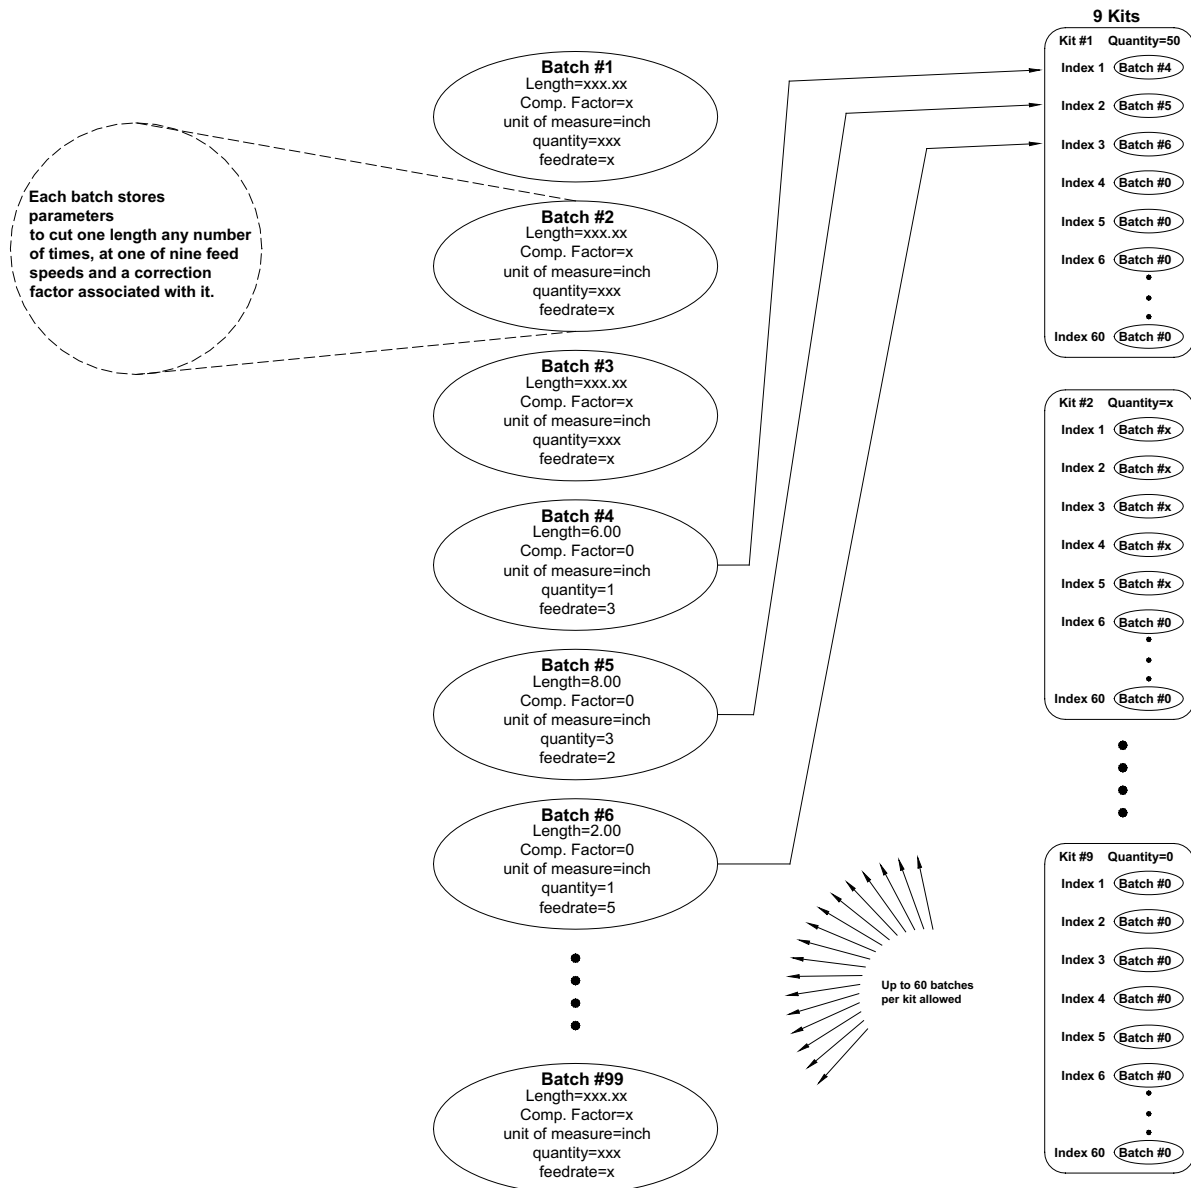 Each batch stores
parameters
to cut one length any number
of times, at one of nine feed
speeds and a correction
factor associated with it.
Batch #1
Length=xxx.xx
Comp. Factor=x
unit of measure=inch
quantity=xxx
feedrate=x
Batch #2
Length=xxx.xx
Comp. Factor=x
unit of measure=inch
quantity=xxx
feedrate=x
Batch #3
Length=xxx.xx
Comp. Factor=x
unit of measure=inch
quantity=xxx
feedrate=x
Batch #4
Length=6.00
Comp. Factor=0
unit of measure=inch
quantity=1
feedrate=3
Batch #5
Length=8.00
Comp. Factor=0
unit of measure=inch
quantity=3
feedrate=2
Batch #6
Length=2.00
Comp. Factor=0
unit of measure=inch
quantity=1
feedrate=5
Batch #99
Length=xxx.xx
Comp. Factor=x
unit of measure=inch
quantity=xxx
feedrate=x
Up to 60 batches
per kit allowed
9 Kits
Kit #1 Quantity=50
Index 1 Batch #4
Index 2 Batch #5
Index 3 Batch #6
Index 4 Batch #0
Index 5 Batch #0
Index 6 Batch #0
Index 60 Batch #0
Kit #2 Quantity=x
Index 1 Batch #x
Index 2 Batch #x
Index 3 Batch #x
Index 4 Batch #x
Index 5 Batch #x
Index 6 Batch #0
Index 60 Batch #0
Kit #9 Quantity=0
Index 1 Batch #0
Index 2 Batch #0
Index 3 Batch #0
Index 4 Batch #0
Index 5 Batch #0
Index 6 Batch #0
Index 60 Batch #0